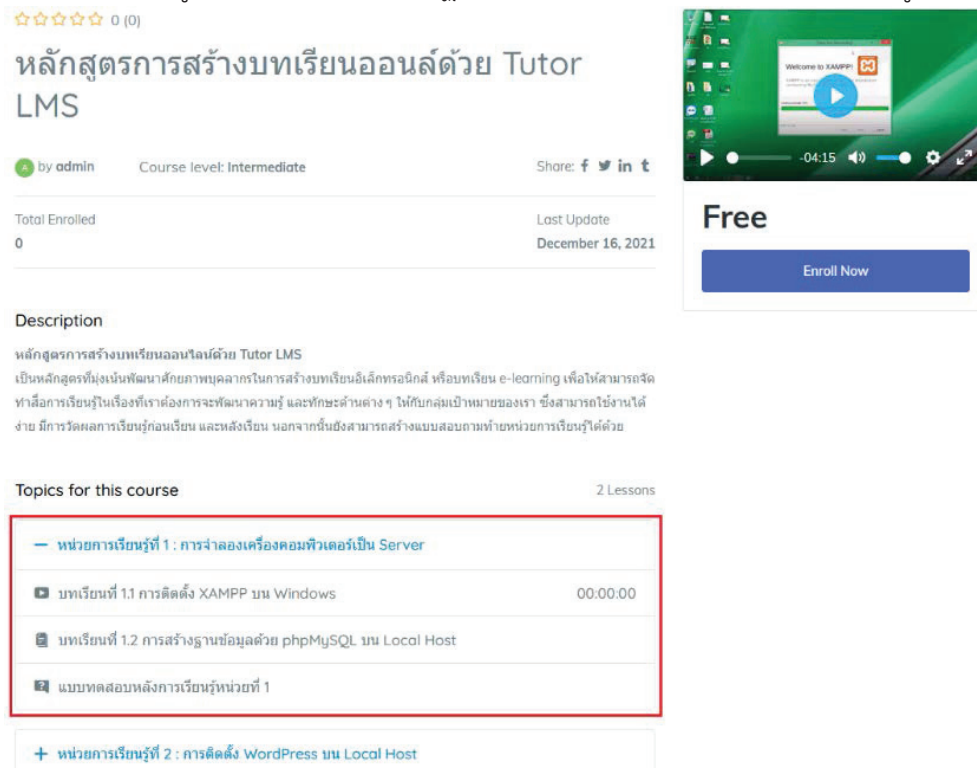 0 (0)
หลักสูตรการสร้างบทเรียนออนล์ด้วย Tutor
LMS
A by admin Course level: Intermediate Share:
Total Enrolled Last Update
0 December 16, 2021
Description
หลักสูตรการสร้างบทเรียนออนไลน์ด้วย Tutor LMS
เป็นหลักสูตรที่มุ่งเน้นพัฒนาศักยภาพบุคลากรในการสร้างบทเรียนอิเล็กทรอนิกส์ หรือบทเรียน e-learning เพื่อให้สามารถจัด
ทำสื่อการเรียนรู้ในเรื่องที่เราต้องการจะพัฒนาความรู้ และทักษะด้านต่าง ๆ ให้กับกลุ่มเป้าหมายของเรา ซึ่งสามารถใช้งานได้
ง่าย มีการวัดผลการเรียนรู้ก่อนเรียน และหลังเรียน นอกจากนั้นยังสามารถสร้างแบบสอบถามท้ายหน่วยการเรียนรู้ได้ด้วย
Topics for this course 2 Lessons
หน่วยการเรียนรู้ที่ 1 : การจำลองเครื่องคอมพิวเตอร์เป็น Server
บทเรียนที่ 1.1 การติดตั้ง XAMPP บน Windows 00:00:00
บทเรียนที่ 1.2 การสร้างฐานข้อมูลด้วย phpMySQL บน Local Host
แบบทดสอบหลังการเรียนรู้หน่วยที่ 1
หน่วยการเรียนรู้ที่ 2 : การติดตั้ง WordPress บน Local Host
Welcome to XAMPP!
-04:15
Free
Enroll Now